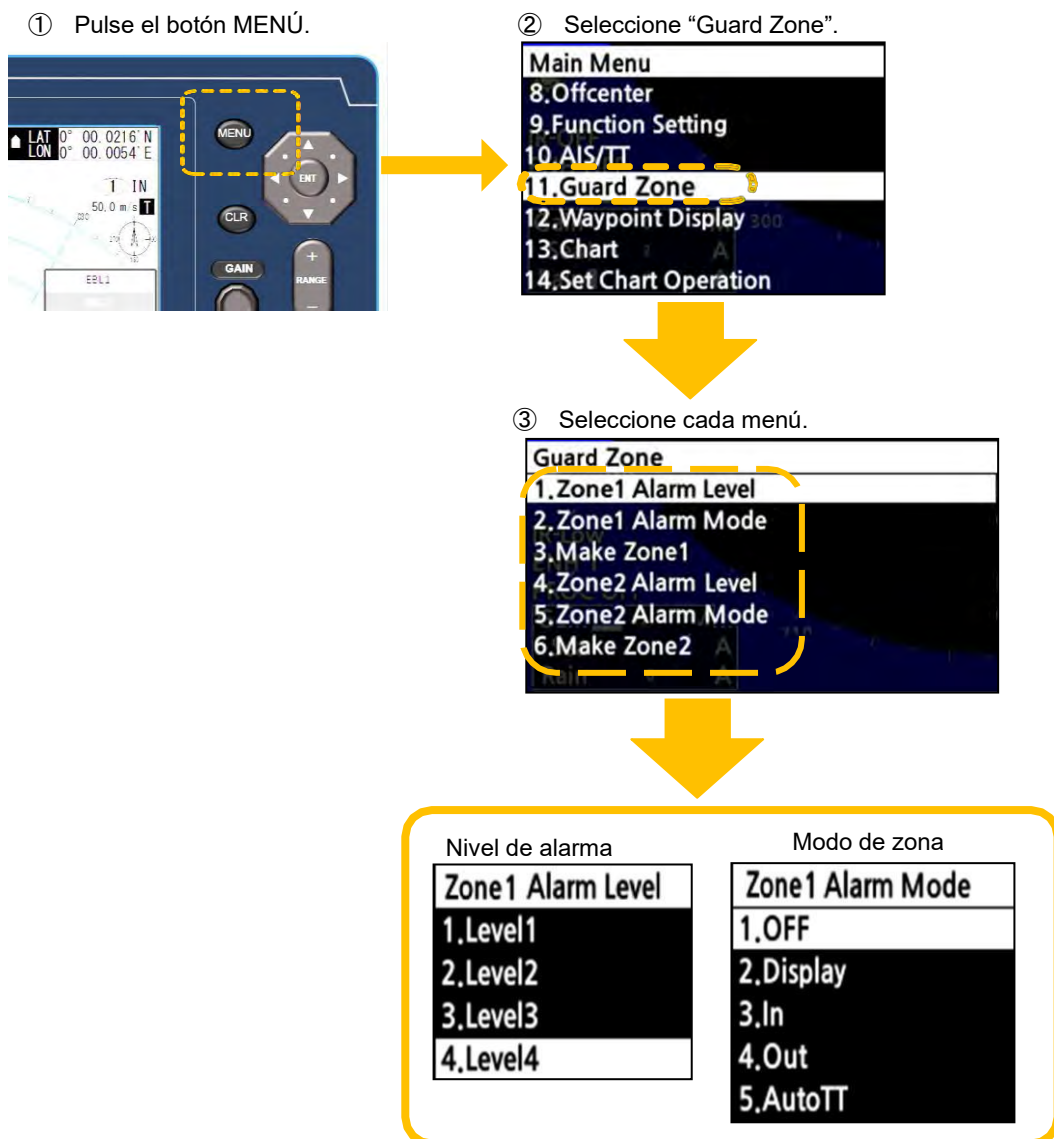 ① Pulse el botón MENÚ.
② Seleccione “Guard Zone”.
LAT 0° 00.0216'N
LON 0° 00.0054'E
1 IN
50.0 m/s T
EBL1
MENU
ENT
CLR
GAIN
+
RANGE
−
Main Menu
8.Offcenter
9.Function Setting
10.AIS/TT
11.Guard Zone
12.Waypoint Display
300
13.Chart
A
14.Set Chart Operation
③ Seleccione cada menú.
Guard Zone
1.Zone1 Alarm Level
2.Zone1 Alarm Mode
IR-Low
3.Make Zone1
4.Zone2 Alarm Level
5.Zone2 Alarm Mode
6.Make Zone2
A
Rain
A
Nivel de alarma
Zone1 Alarm Level
1.Level1
2.Level2
3.Level3
4.Level4
Modo de zona
Zone1 Alarm Mode
1.OFF
2.Display
3.In
4.Out
5.AutoTT